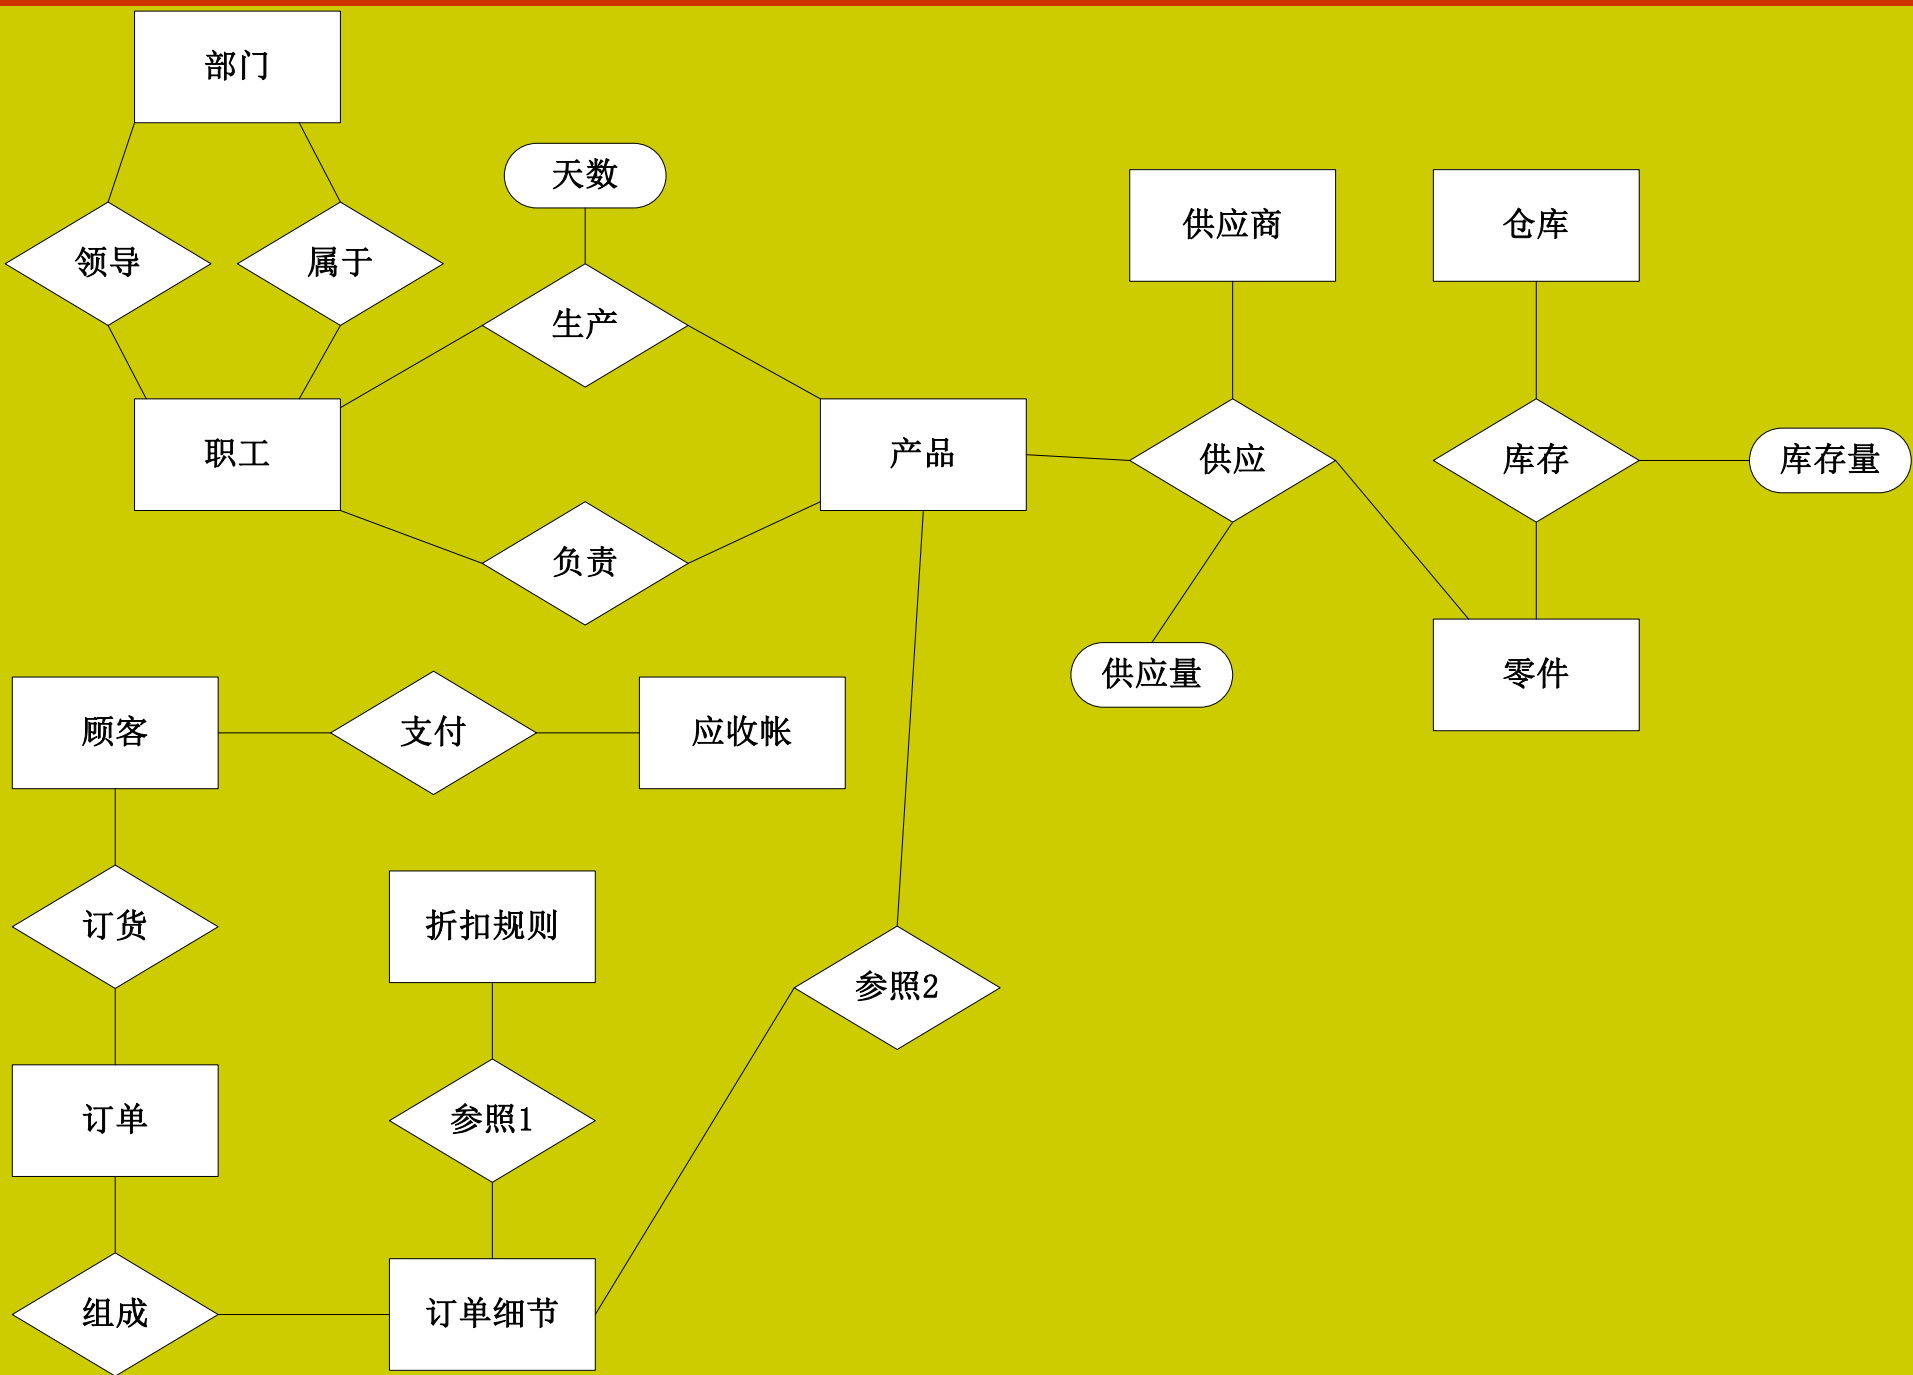 部门
天数
供应商
仓库
领导
属于
生产
职工
产品
供应
库存
库存量
负责
供应量
零件
顾客
支付
应收帐
订货
折扣规则
参照2
订单
参照1
组成
订单细节